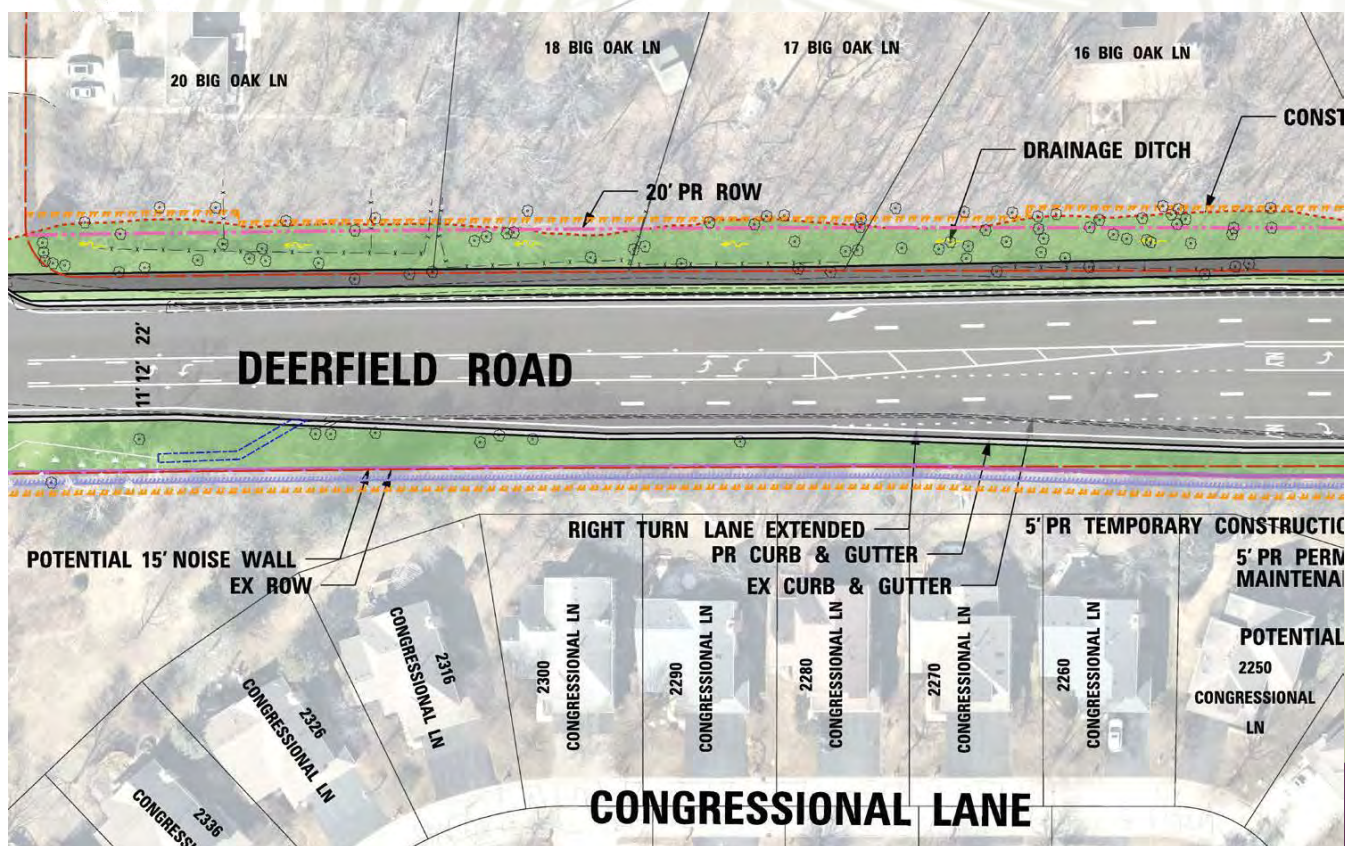 20 BIG OAK LN
18 BIG OAK LN
17 BIG OAK LN
16 BIG OAK LN
CONST
DRAINAGE DITCH
20' PR ROW
22'
12'
11'
DEERFIELD ROAD
RIGHT TURN LANE EXTENDED
PR CURB & GUTTER
EX CURB & GUTTER
5' PR TEMPORARY CONSTRUCTIO
5' PR PERM
MAINTENA
POTENTIAL 15' NOISE WALL
EX ROW
POTENTIAL
2250
CONGRESSIONAL
LN
2260
CONGRESSIONAL LN
2270
CONGRESSIONAL LN
2280
CONGRESSIONAL LN
2290
CONGRESSIONAL LN
2300
CONGRESSIONAL LN
2316
CONGRESSIONAL LN
2326
CONGRESSIONAL LN
2336
CONGRESS
CONGRESSIONAL LANE